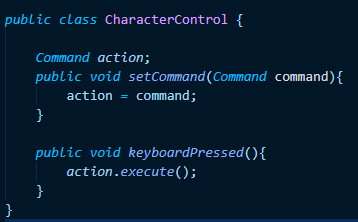 public class CharacterControl {
Command action;
public void setCommand(Command command){
action = command;
}
public void keyboardPressed(){
action.execute();
}
}